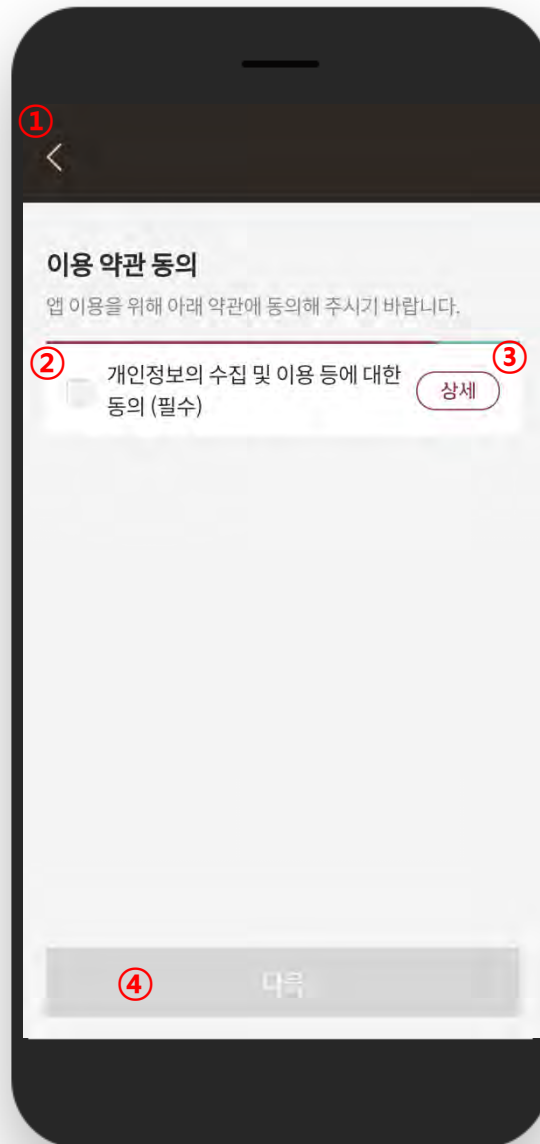 ①
이용 약관 동의
앱 이용을 위해 아래 약관에 동의해 주시기 바랍니다.
②
개인정보의 수집 및 이용 등에 대한
동의 (필수)
③
상세
④
다음